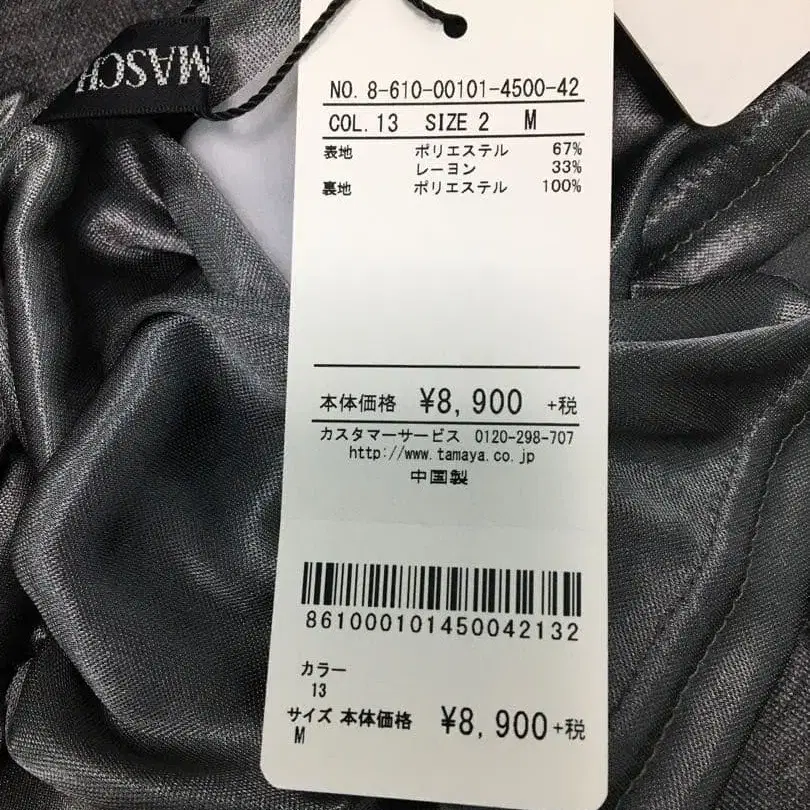 MASCH
NO. 8-610-00101-4500-42
COL. 13 SIZE 2 M
表地 ポリエステル 67%
レーヨン 33%
裏地 ポリエステル 100%
本体価格 ¥8,900 +税
カスタマーサービス 0120-298-707
http://www.tamaya.co.jp
中国製
861000101450042132
カラー
13
サイズ 本体価格 ¥8,900+税
M